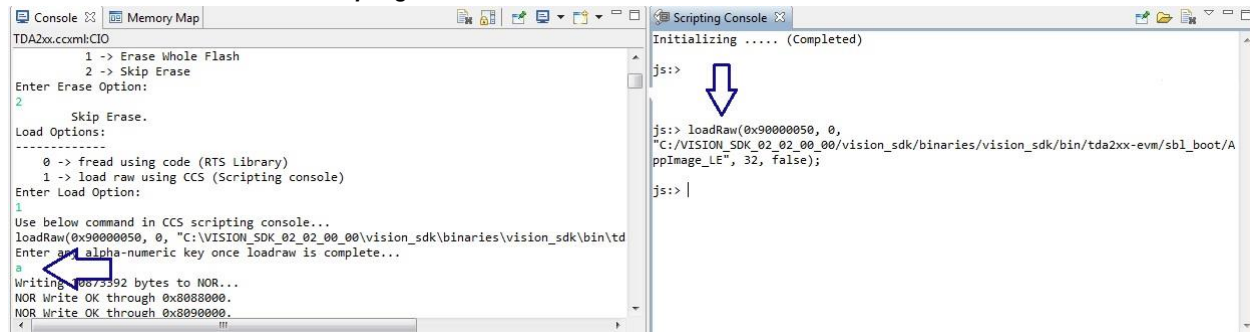 Console Memory Map
TDA2xx.ccxml:CIO
1 -> Erase Whole Flash
2 -> Skip Erase
Enter Erase Option:
2
Skip Erase.
Load Options:
-------------
0 -> fread using code (RTS Library)
1 -> load raw using CCS (Scripting console)
Enter Load Option:
1
Use below command in CCS scripting console...
loadRaw(0x90000050, 0, "C:\VISION_SDK_02_02_00_00\vision_sdk\binaries\vision_sdk\bin\td
Enter any alpha-numeric key once loadraw is complete...
a
Writing 10873392 bytes to NOR...
NOR Write OK through 0x8088000.
NOR Write OK through 0x8090000.
Scripting Console
Initializing ..... (Completed)
js:>
js:> loadRaw(0x90000050, 0,
"C:/VISION_SDK_02_02_00_00/vision_sdk/binaries/vision_sdk/bin/tda2xx-evm/sbl_boot/A
ppImage_LE", 32, false);
js:>